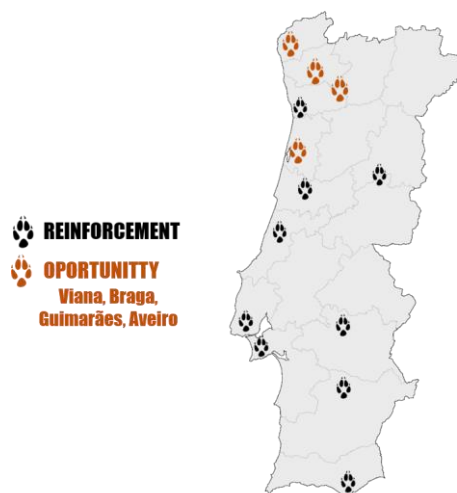 REINFORCEMENT
OPORTUNITTY
Viana, Braga,
Guimarães, Aveiro